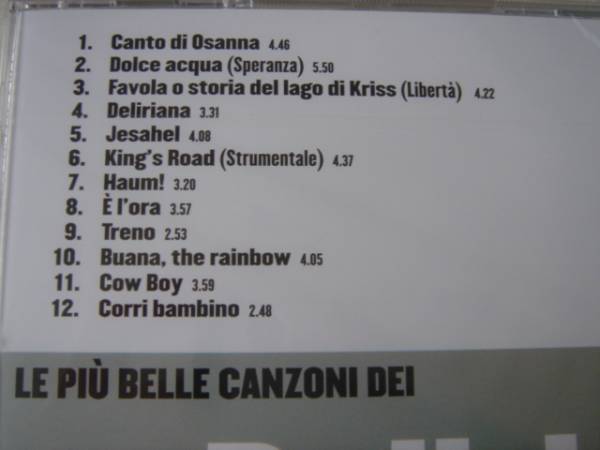 1. Canto di Osanna 4.46
2. Dolce acqua (Speranza) 5.50
3. Favola o storia del lago di Kriss (Libertà) 4.22
4. Deliriana 3.31
5. Jesahel 4.08
6. King's Road (Strumentale) 4.37
7. Haum! 3.20
8. È l'ora 3.57
9. Treno 2.53
10. Buana, the rainbow 4.05
11. Cow Boy 3.59
12. Corri bambino 2.48
LE PIÙ BELLE CANZONI DEI